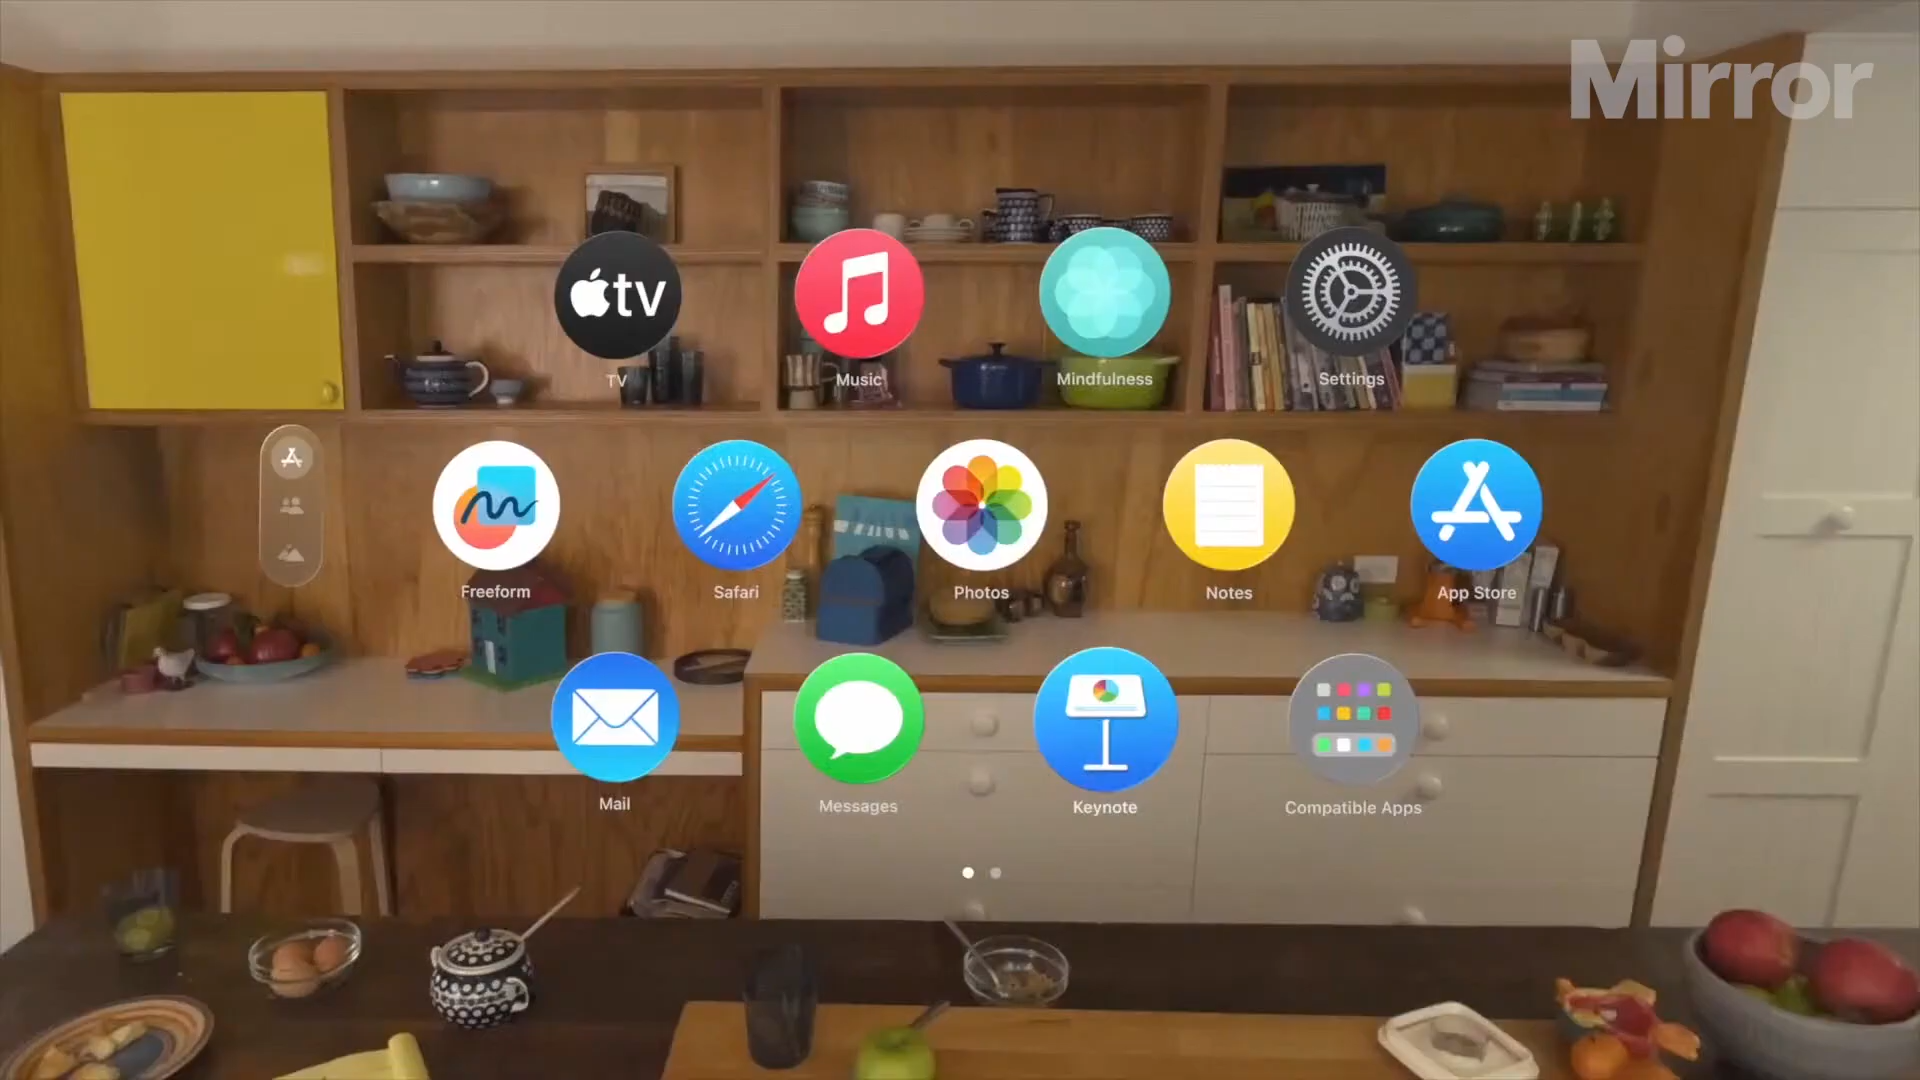 Mirror
tv
TV
Music
Mindfulness
Settings
Freeform
Safari
Photos
Notes
App Store
Mail
Messages
Keynote
Compatible Apps